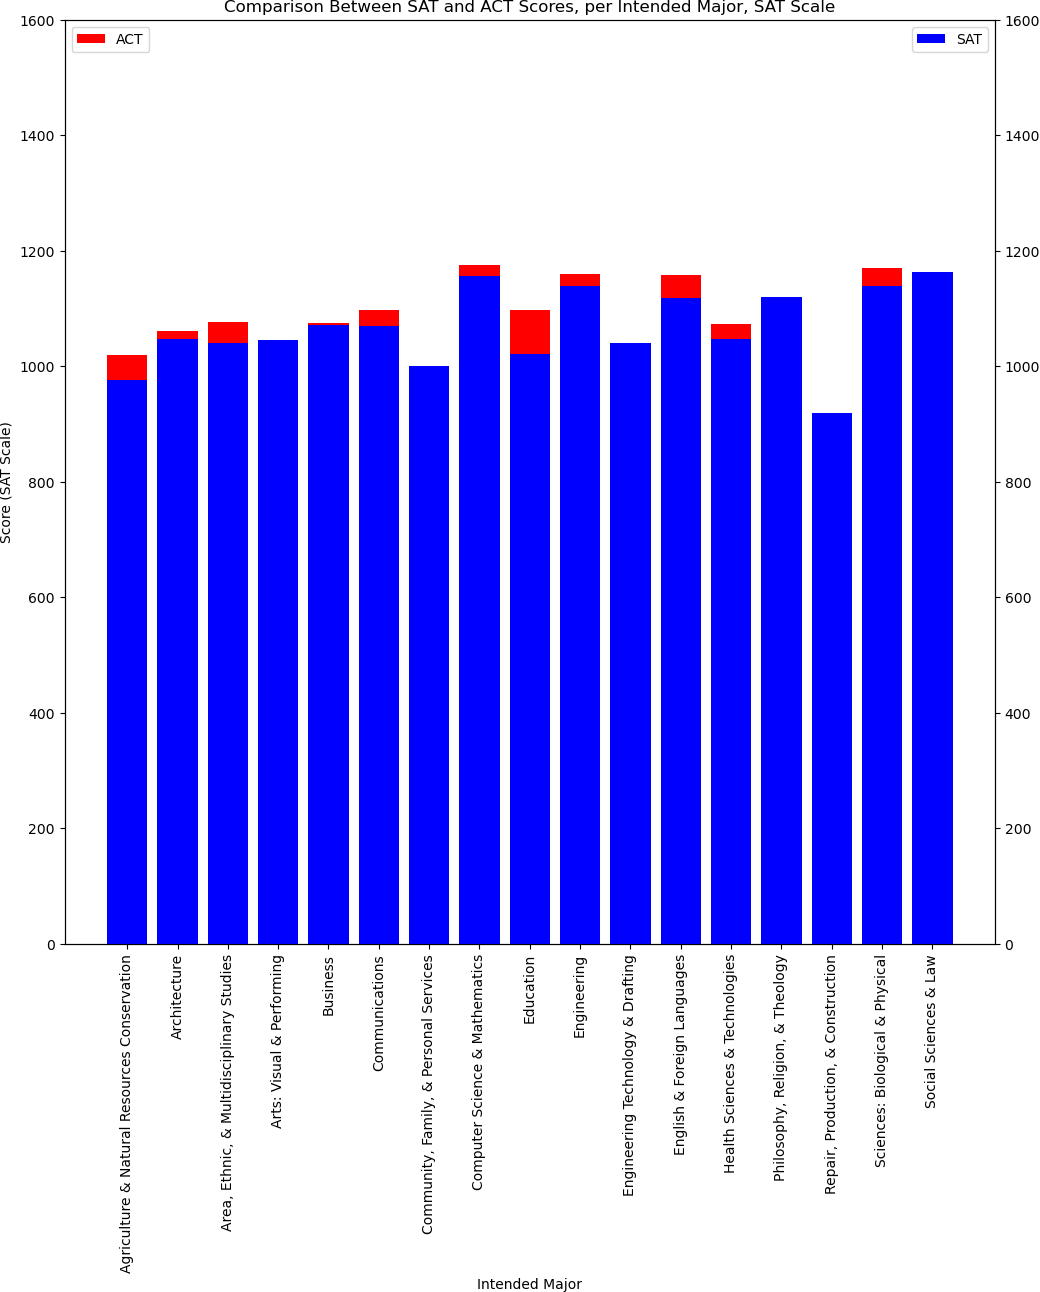 Comparison Between SAT and ACT Scores, per Intended Major, SAT Scale
ACT
SAT
1600
1400
1200
1000
800
600
400
200
0
1600
1400
1200
1000
800
600
400
200
0
Score (SAT Scale)
Agriculture & Natural Resources Conservation
Architecture
Area, Ethnic, & Multidisciplinary Studies
Arts: Visual & Performing
Business
Communications
Community, Family, & Personal Services
Computer Science & Mathematics
Education
Engineering
Engineering Technology & Drafting
English & Foreign Languages
Health Sciences & Technologies
Philosophy, Religion, & Theology
Repair, Production, & Construction
Sciences: Biological & Physical
Social Sciences & Law
Intended Major